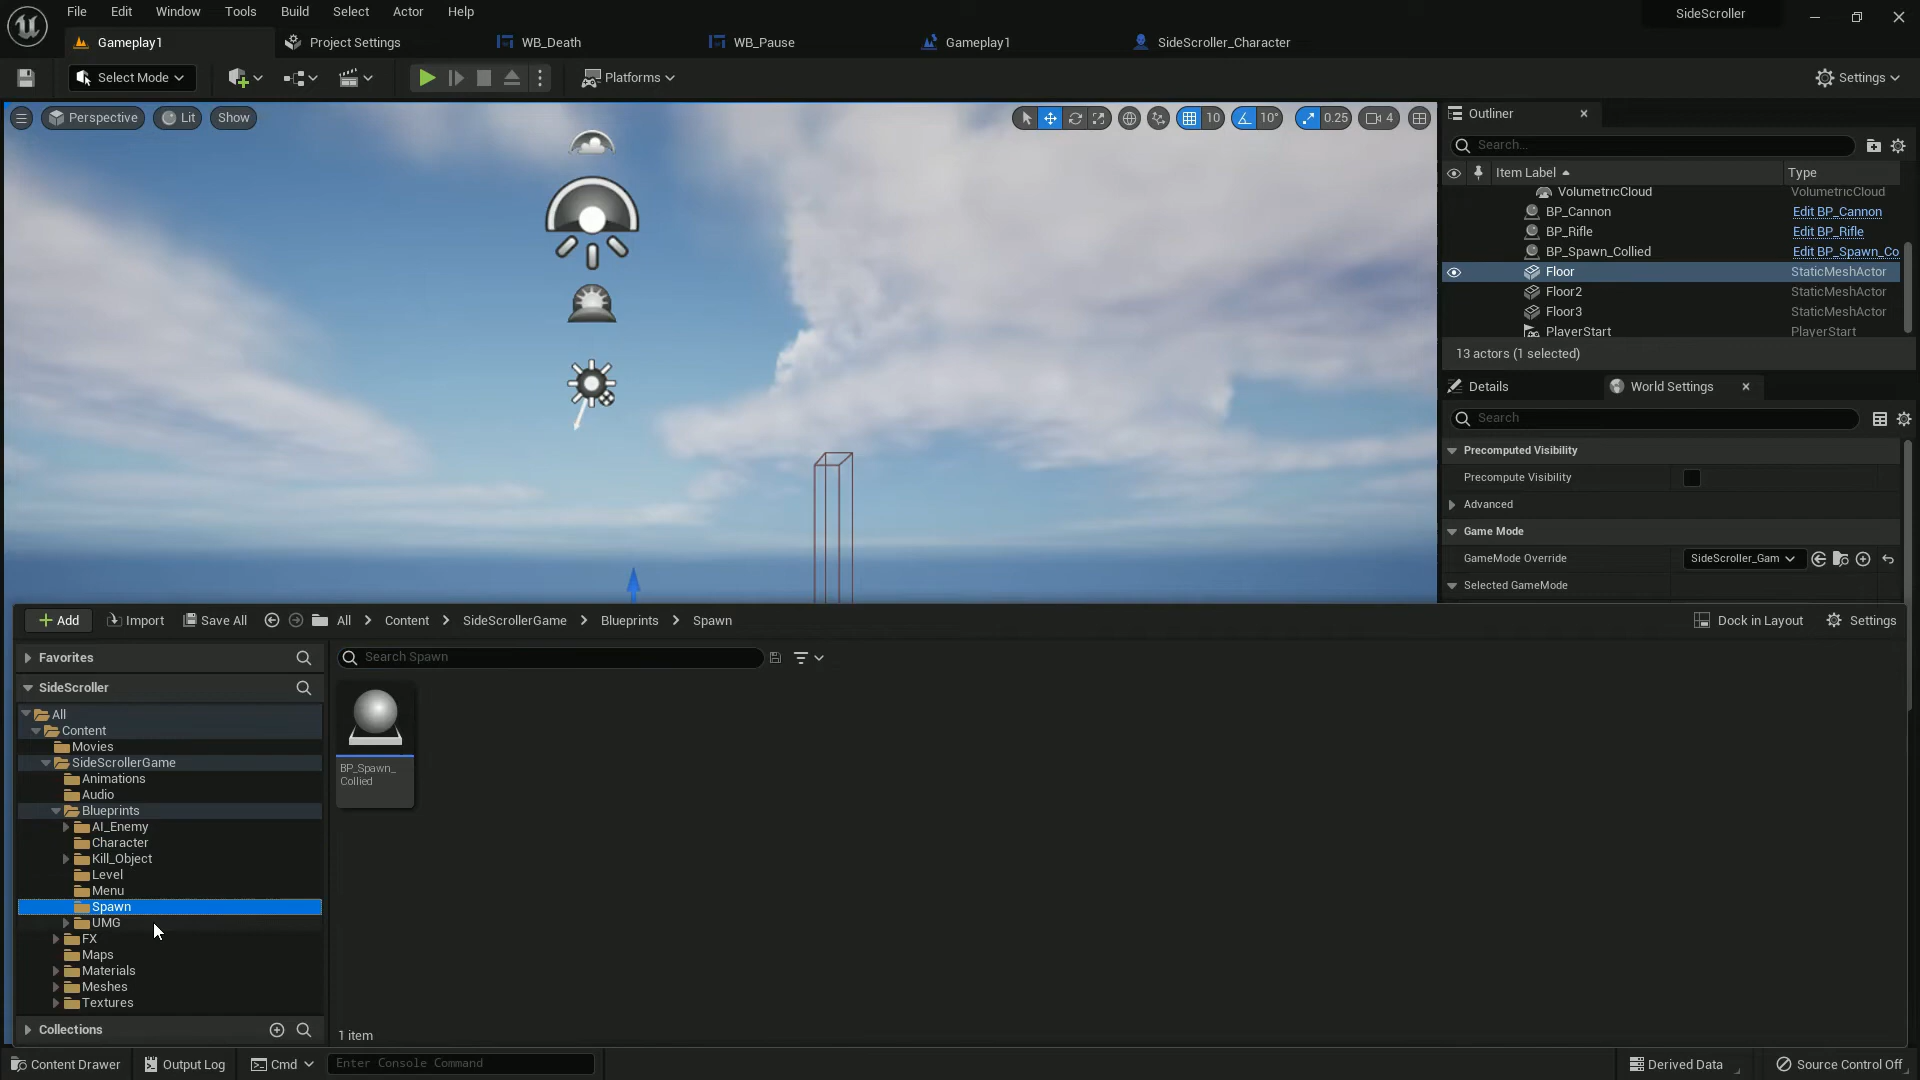 File Edit Window Tools Build Select Actor Help
SideScroller
Gameplay1 Project Settings WB_Death WB_Pause Gameplay1 SideScroller_Character
Select Mode Platforms Settings
Perspective Lit Show 10 10° 0.25 4
Outliner
Search...
Item Label Type
VolumetricCloud VolumetricCloud
BP_Cannon Edit BP_Cannon
BP_Rifle Edit BP_Rifle
BP_Spawn_Collied Edit BP_Spawn_Co
Floor StaticMeshActor
Floor2 StaticMeshActor
Floor3 StaticMeshActor
PlayerStart PlayerStart
13 actors (1 selected)
Details World Settings
Search
Precomputed Visibility
Precompute Visibility
Advanced
Game Mode
GameMode Override SideScroller_Gam
Selected GameMode
Add Import Save All All Content SideScrollerGame Blueprints Spawn Dock in Layout Settings
Favorites
Search Spawn
SideScroller
All
Content
Movies
SideScrollerGame
Animations
Audio
Blueprints
AI_Enemy
Character
Kill_Object
Level
Menu
Spawn
UMG
FX
Maps
Materials
Meshes
Textures
Collections
BP_Spawn_
Collied
1 item
Content Drawer Output Log Cmd Enter Console Command Derived Data Source Control Off